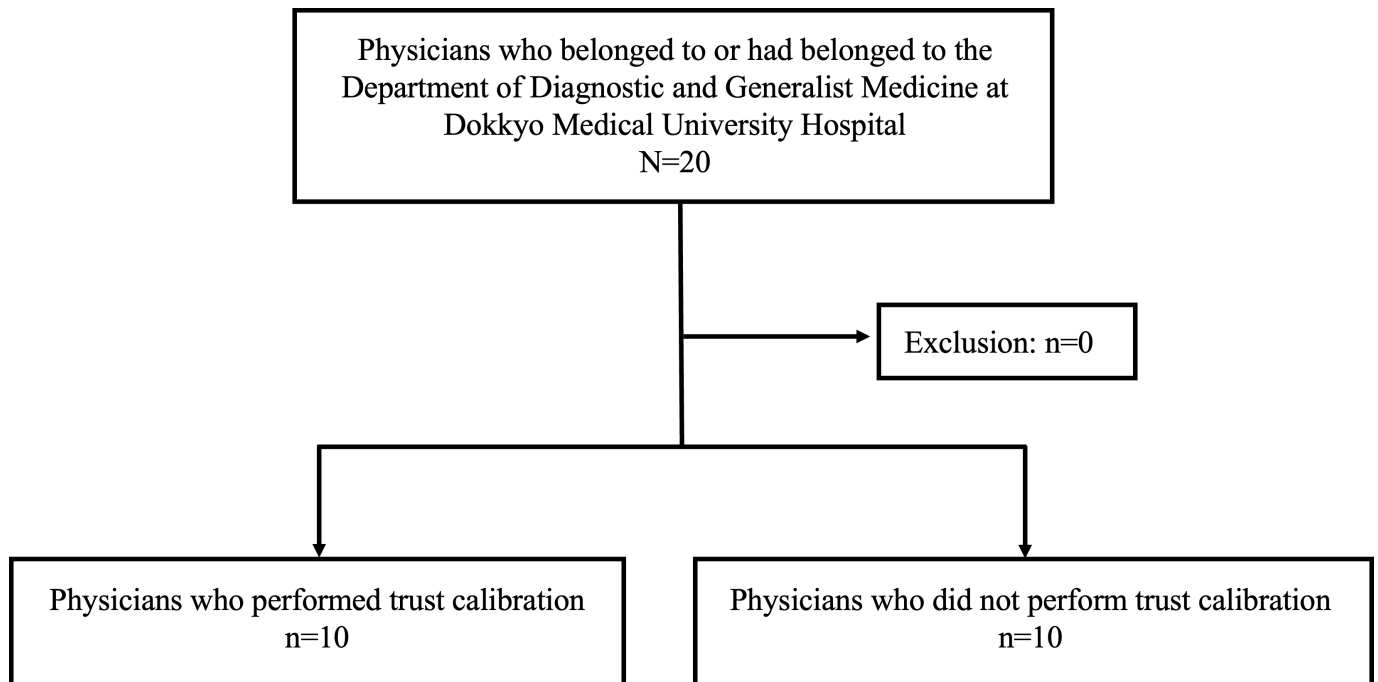 Physicians who belonged to or had belonged to the
Department of Diagnostic and Generalist Medicine at
Dokkyo Medical University Hospital
N=20
Exclusion: n=0
Physicians who performed trust calibration
n=10
Physicians who did not perform trust calibration
n=10